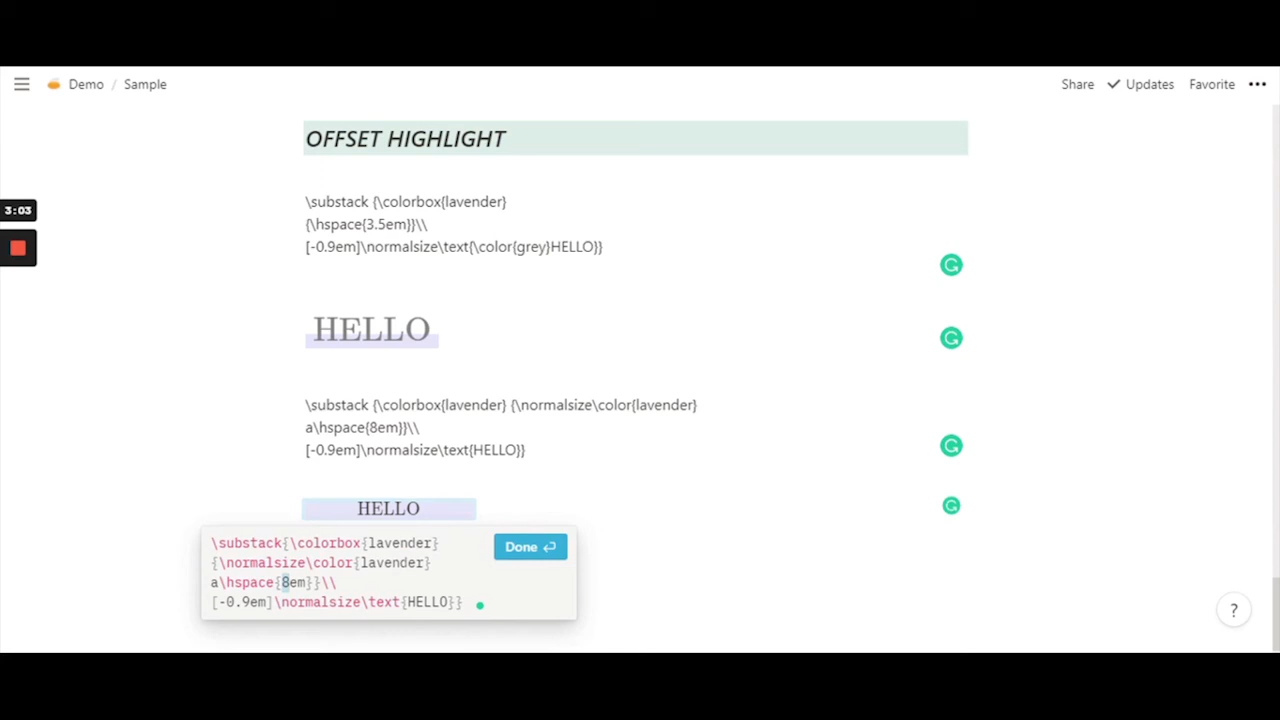 Demo / Sample
Share ✓ Updates Favorite •••
OFFSET HIGHLIGHT
\substack {\colorbox{lavender}
{\hspace{3.5em}}\\
[-0.9em]\normalsize\text{\color{grey}HELLO}}
3:03
HELLO
\substack {\colorbox{lavender} {\normalsize\color{lavender}
a\hspace{8em}}\\
[-0.9em]\normalsize\text{HELLO}}
HELLO
\substack{\colorbox{lavender}
{\normalsize\color{lavender}
a\hspace{8em}}\\
[-0.9em]\normalsize\text{HELLO}}
Done
?